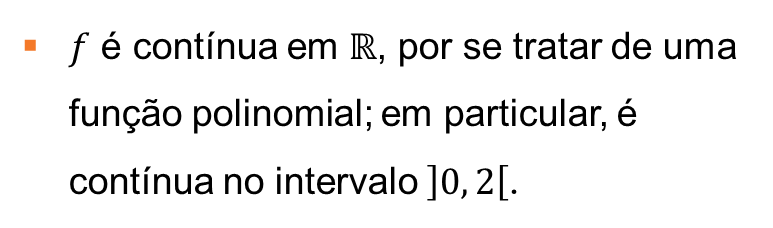 ▪ 𝑓 é contínua em ℝ, por se tratar de uma
função polinomial; em particular, é
contínua no intervalo ]0, 2[.